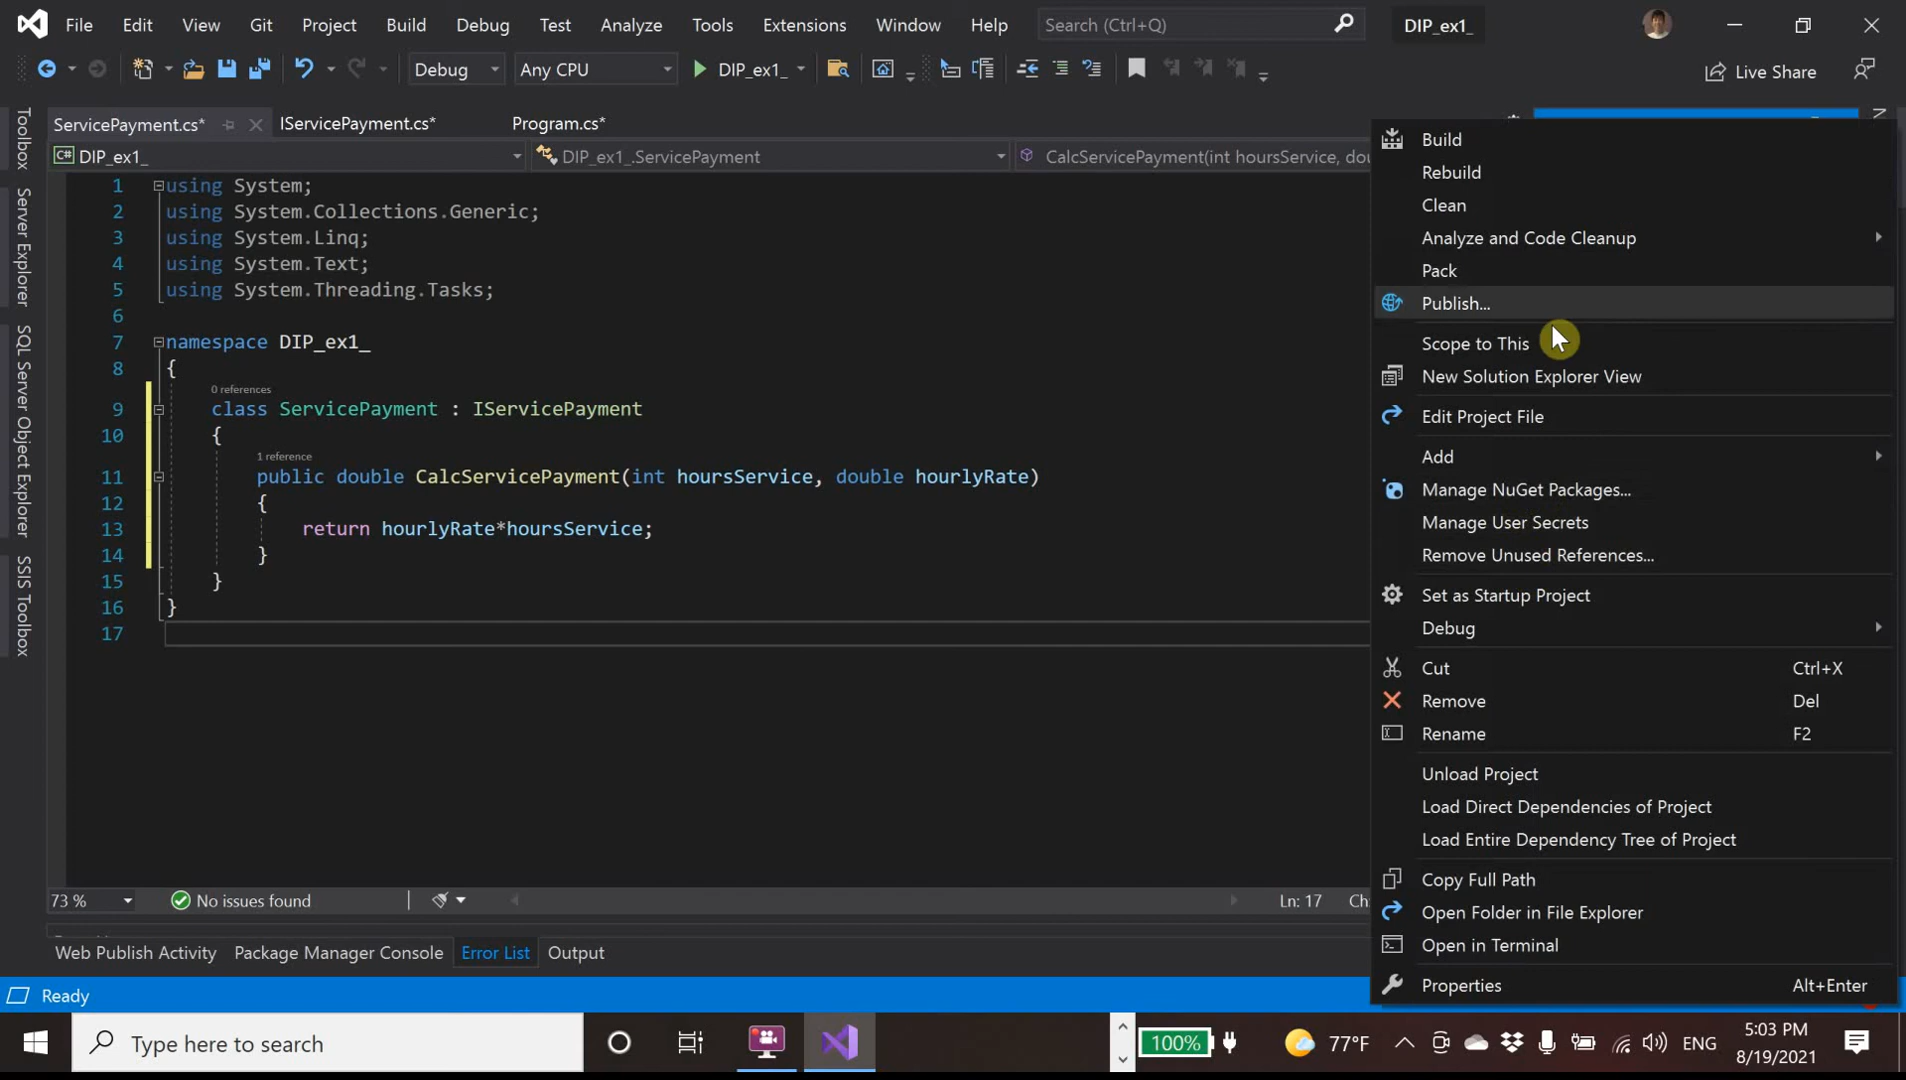 File Edit View Git Project Build Debug Test Analyze Tools Extensions Window Help Search (Ctrl+Q) DIP_ex1_
Debug Any CPU DIP_ex1_ Live Share
ServicePayment.cs* IServicePayment.cs* Program.cs*
C# DIP_ex1_ DIP_ex1_.ServicePayment CalcServicePayment(int hoursService, dou
Toolbox
Server Explorer
SQL Server Object Explorer
SSIS Toolbox
1 using System;
2 using System.Collections.Generic;
3 using System.Linq;
4 using System.Text;
5 using System.Threading.Tasks;
6
7 namespace DIP_ex1_
8 {
0 references
9 class ServicePayment : IServicePayment
10 {
1 reference
11 public double CalcServicePayment(int hoursService, double hourlyRate)
12 {
13 return hourlyRate*hoursService;
14 }
15 }
16 }
17
Build
Rebuild
Clean
Analyze and Code Cleanup
Pack
Publish...
Scope to This
New Solution Explorer View
Edit Project File
Add
Manage NuGet Packages...
Manage User Secrets
Remove Unused References...
Set as Startup Project
Debug
Cut Ctrl+X
Remove Del
Rename F2
Unload Project
Load Direct Dependencies of Project
Load Entire Dependency Tree of Project
Copy Full Path
Open Folder in File Explorer
Open in Terminal
Properties Alt+Enter
73 % No issues found Ln: 17 Ch:
Web Publish Activity Package Manager Console Error List Output
Ready
Type here to search 100% 77°F ENG 5:03 PM
8/19/2021